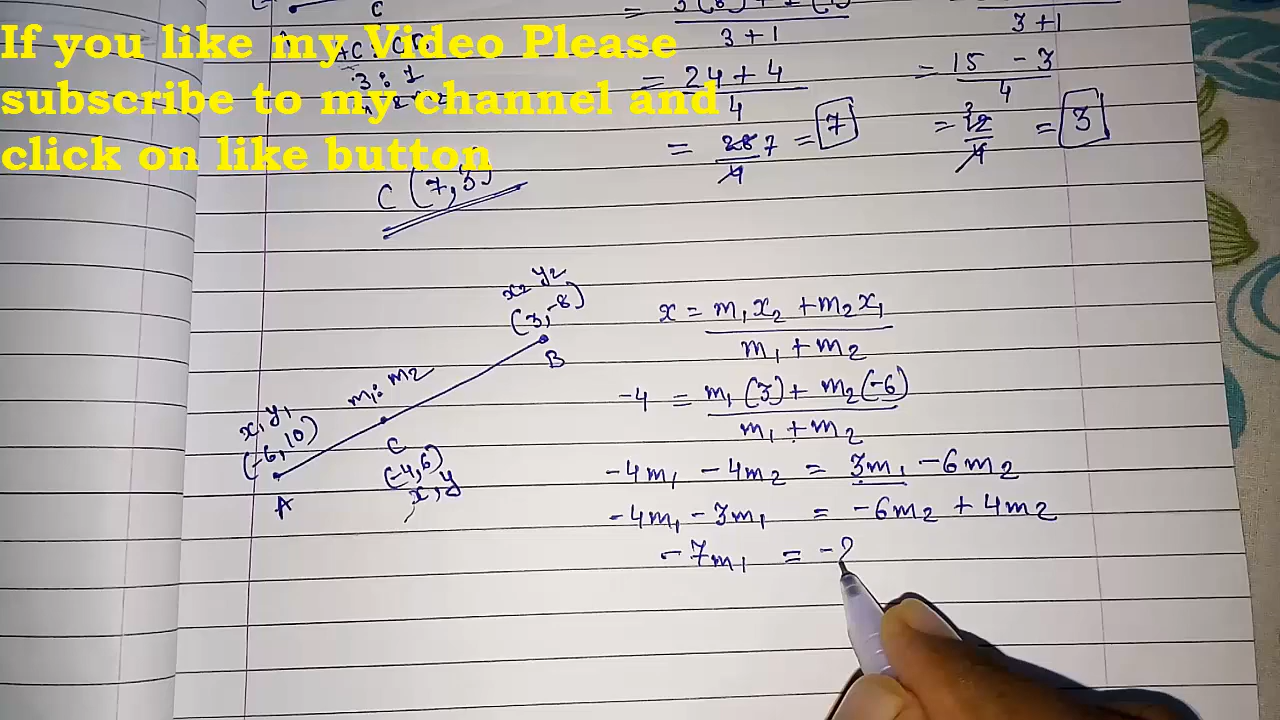 If you like my Video Please
subscribe to my channel and
click on like button
C
3+1
3+1
3 : 1
= 24+4
4
= 15 - 3
4
= 28 7 = 7
4
= 12 3 = 3
4
C (7,3)
x2 y2
(3,-8)
B
m1 : m2
x1 y1
(-6,10)
A
C
(-4,6)
x, y
x = m1x2 + m2x1
m1 + m2
-4 = m1(3) + m2(-6)
m1 + m2
-4m1 - 4m2 = 3m1 - 6m2
-4m1 - 3m1 = -6m2 + 4m2
-7m1 = -2